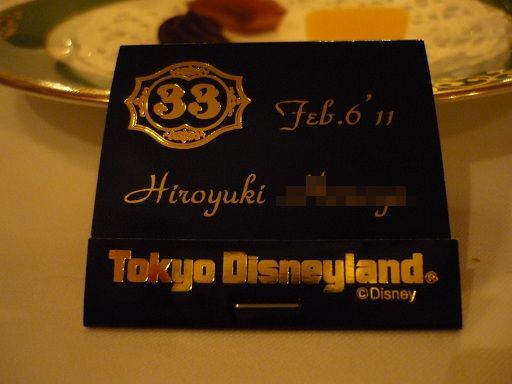 33
Feb.6'11
Hiroyuki
Tokyo Disneyland®
©Disney